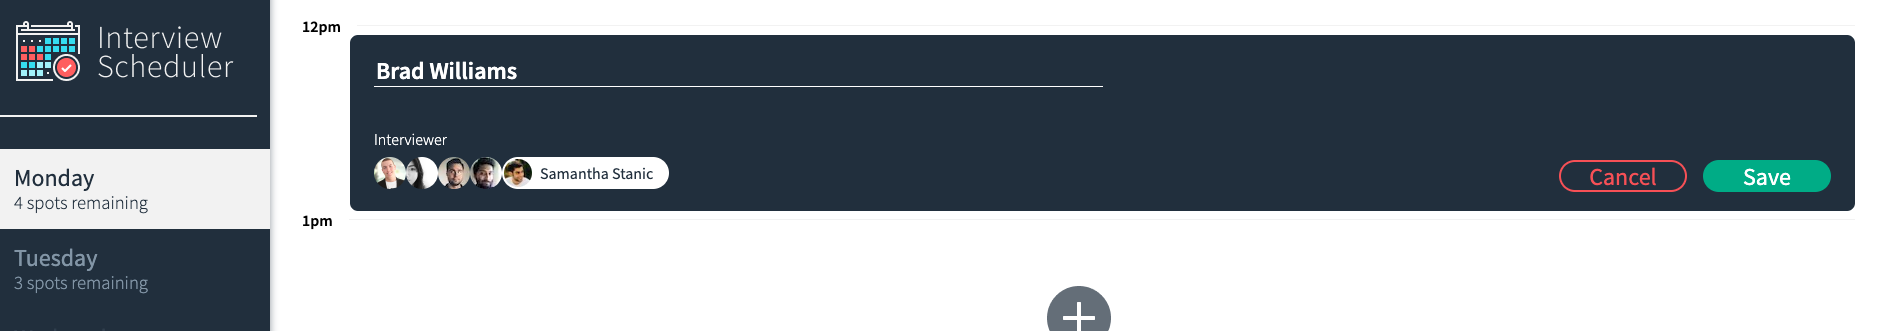 Interview
Scheduler
Monday
4 spots remaining
Tuesday
3 spots remaining
12pm
Brad Williams
Interviewer
Samantha Stanic
Cancel
Save
1pm